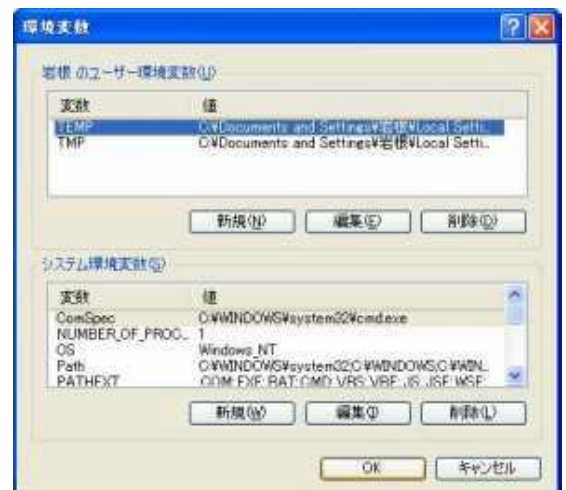 環境変数
岩根 のユーザー環境変数(U)
変数 値
TEMP C:¥Documents and Settings¥岩根¥Local Setti...
TMP C:¥Documents and Settings¥岩根¥Local Setti...
新規(N) 編集(E) 削除(D)
システム環境変数(S)
変数 値
ComSpec C:¥WINDOWS¥system32¥cmd.exe
NUMBER_OF_PROC... 1
OS Windows_NT
Path C:¥WINDOWS¥system32;C:¥WINDOWS;C:¥WIN...
PATHEXT .COM;.EXE;.BAT;.CMD;.VBS;.VBE;.JS;.JSE;.WSF
新規(W) 編集(I) 削除(L)
OK キャンセル